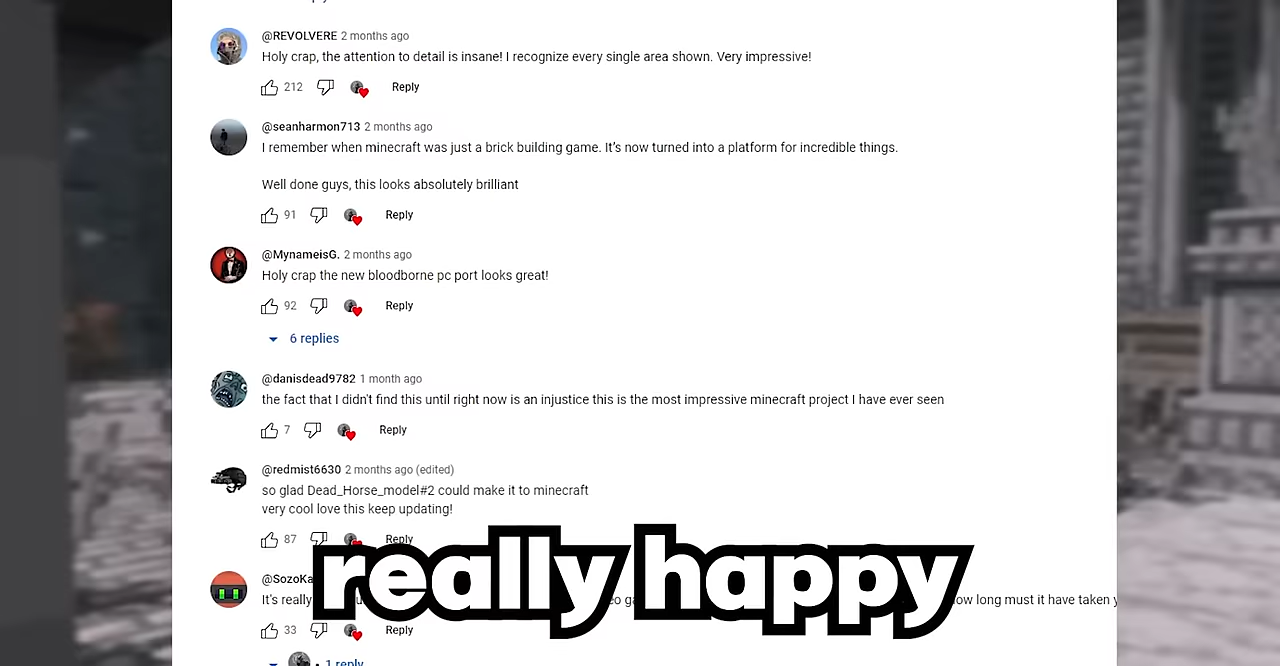 @REVOLVERE 2 months ago
Holy crap, the attention to detail is insane! I recognize every single area shown. Very impressive!
212 Reply
@seanharmon713 2 months ago
I remember when minecraft was just a brick building game. It's now turned into a platform for incredible things.
Well done guys, this looks absolutely brilliant
91 Reply
@MynameisG. 2 months ago
Holy crap the new bloodborne pc port looks great!
92 Reply
6 replies
@danisdead9782 1 month ago
the fact that I didn't find this until right now is an injustice this is the most impressive minecraft project I have ever seen
7 Reply
@redmist6630 2 months ago (edited)
so glad Dead_Horse_model#2 could make it to minecraft
very cool love this keep updating!
87 Reply
really happy
@SozoKa
It's really long must it have taken
33 Reply
1 reply